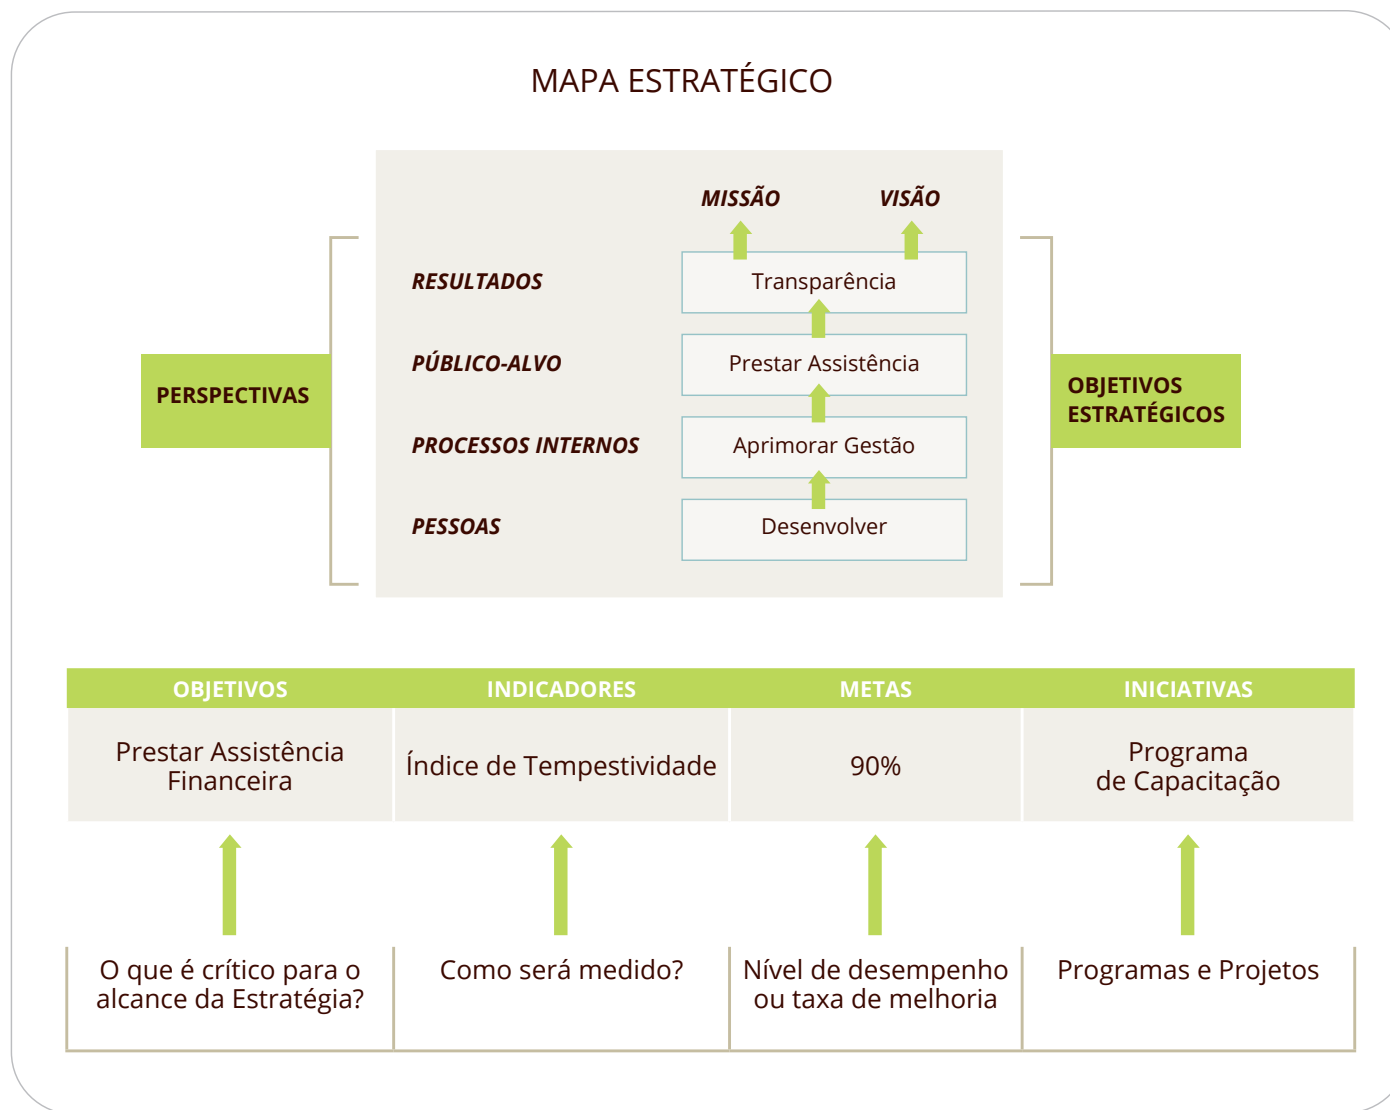 MAPA ESTRATÉGICO
MISSÃO VISÃO
RESULTADOS Transparência
PÚBLICO-ALVO Prestar Assistência
PERSPECTIVAS
OBJETIVOS
ESTRATÉGICOS
PROCESSOS INTERNOS Aprimorar Gestão
PESSOAS Desenvolver
OBJETIVOS INDICADORES METAS INICIATIVAS
Prestar Assistência
Financeira
Índice de Tempestividade
90%
Programa
de Capacitação
O que é crítico para o
alcance da Estratégia?
Como será medido?
Nível de desempenho
ou taxa de melhoria
Programas e Projetos